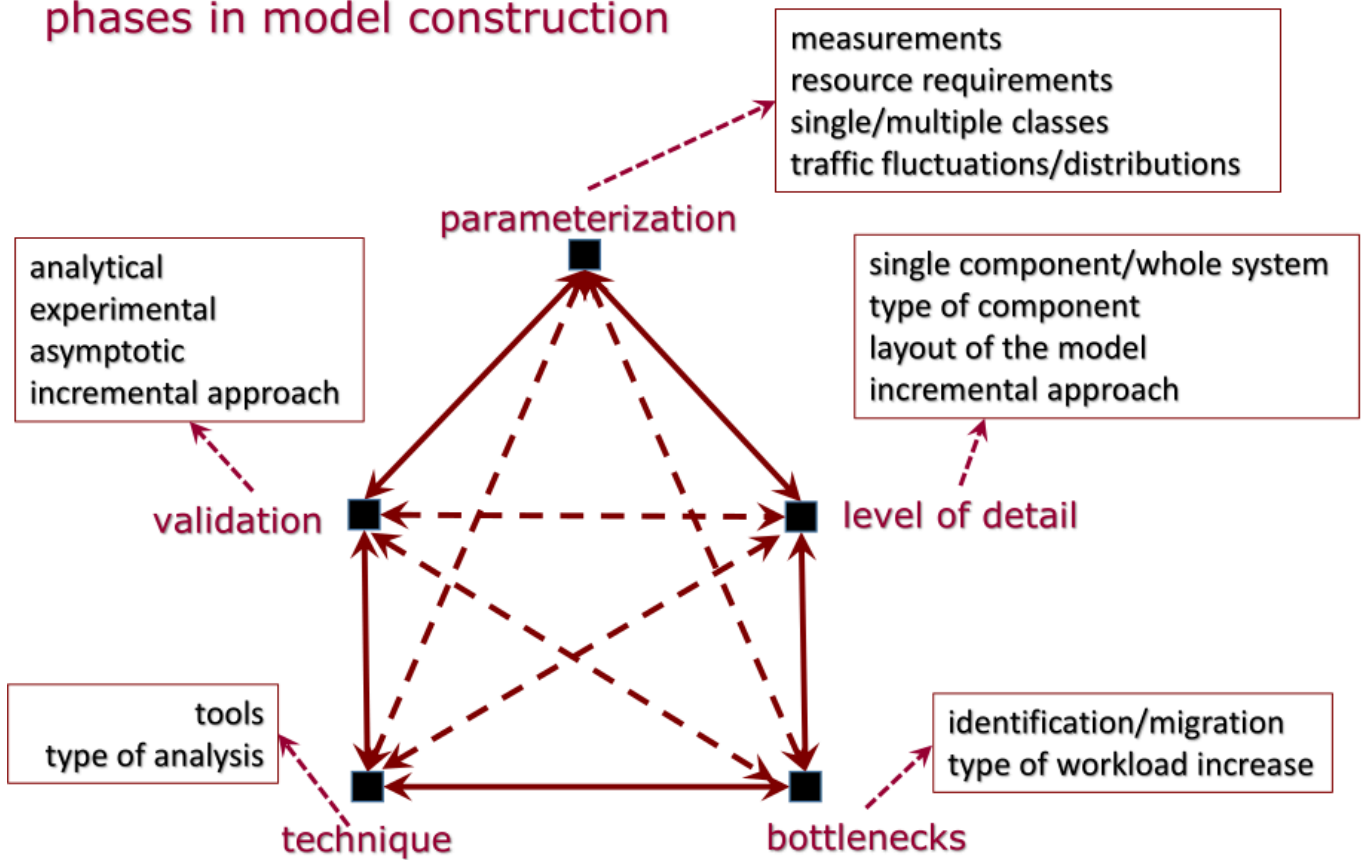 phases in model construction
measurements
resource requirements
single/multiple classes
traffic fluctuations/distributions
parameterization
analytical
experimental
asymptotic
incremental approach
single component/whole system
type of component
layout of the model
incremental approach
validation
level of detail
tools
type of analysis
identification/migration
type of workload increase
technique
bottlenecks